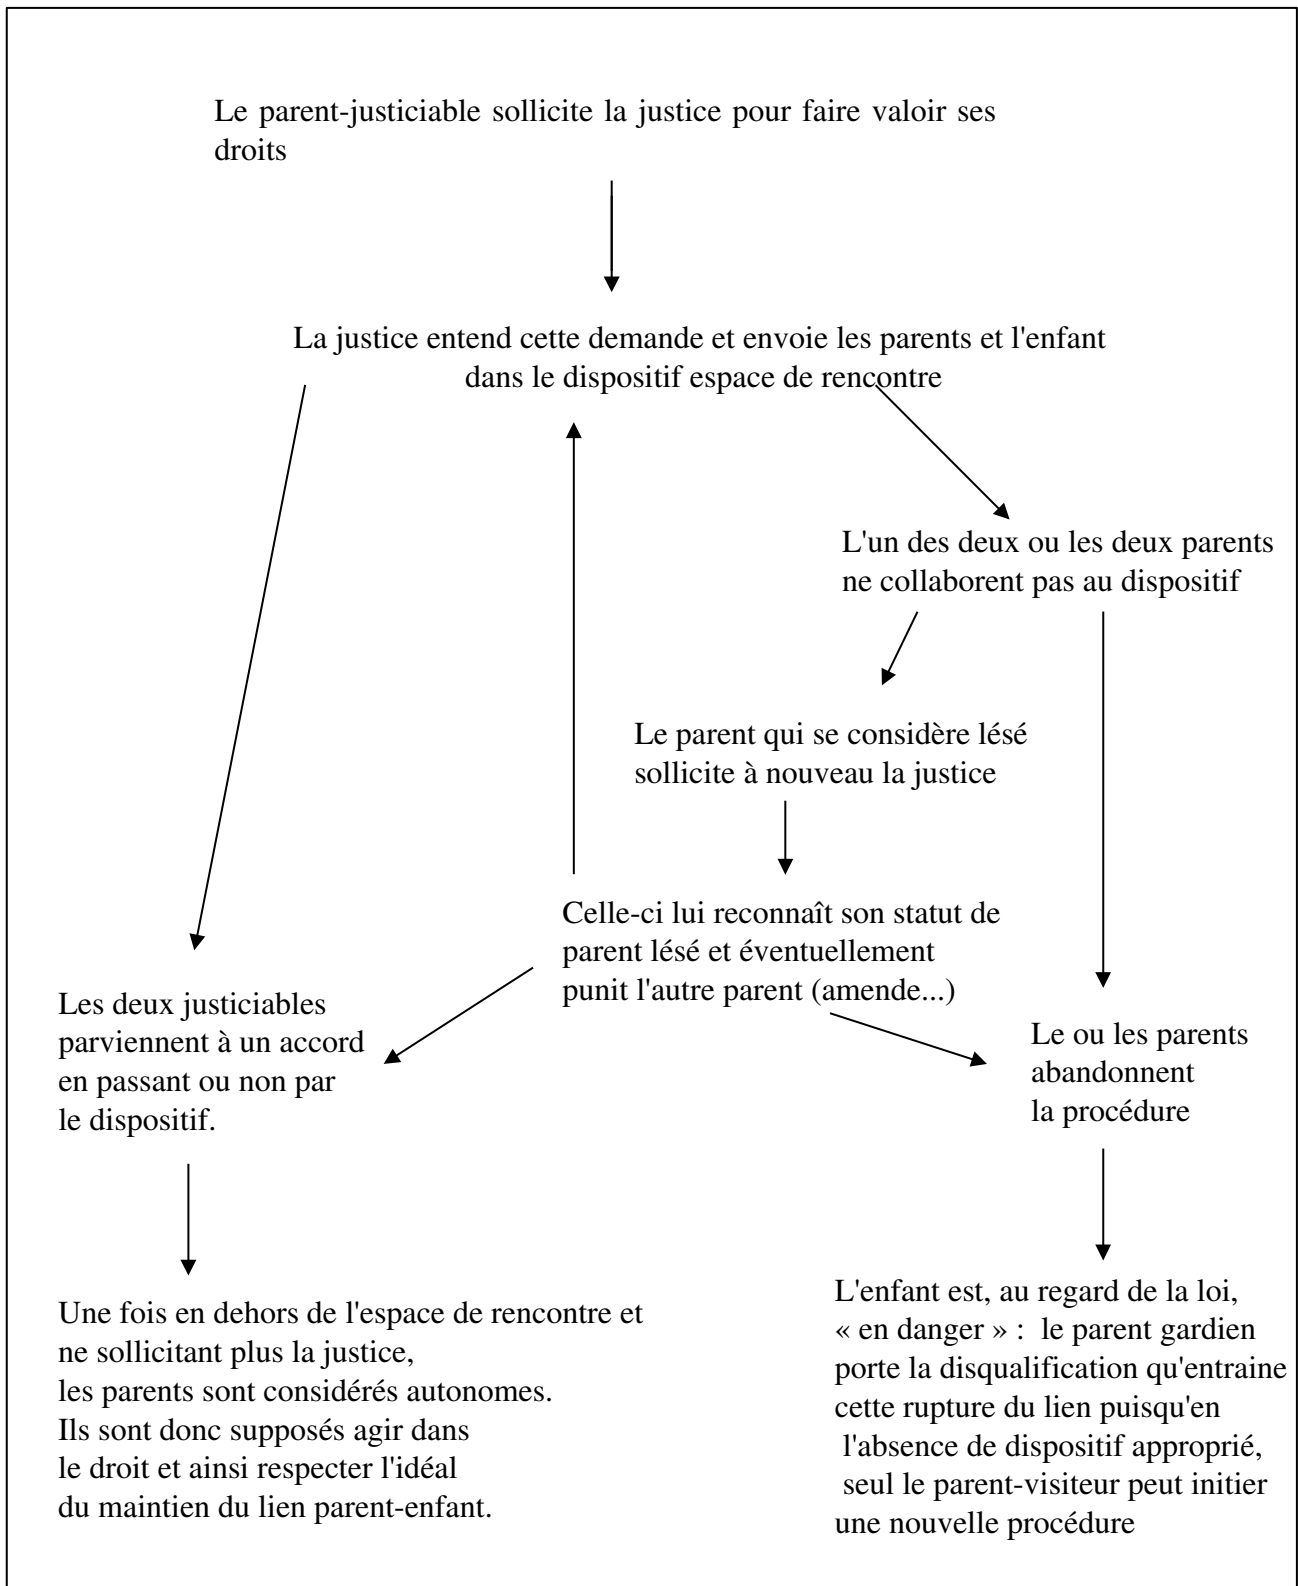 Le parent-justiciable sollicite la justice pour faire valoir ses
droits
La justice entend cette demande et envoie les parents et l'enfant
dans le dispositif espace de rencontre
L'un des deux ou les deux parents
ne collaborent pas au dispositif
Le parent qui se considère lésé
sollicite à nouveau la justice
Celle-ci lui reconnaît son statut de
parent lésé et éventuellement
punit l'autre parent (amende...)
Les deux justiciables
parviennent à un accord
en passant ou non par
le dispositif.
Le ou les parents
abandonnent
la procédure
Une fois en dehors de l'espace de rencontre et
ne sollicitant plus la justice,
les parents sont considérés autonomes.
Ils sont donc supposés agir dans
le droit et ainsi respecter l'idéal
du maintien du lien parent-enfant.
L'enfant est, au regard de la loi,
« en danger » : le parent gardien
porte la disqualification qu'entraine
cette rupture du lien puisqu'en
l'absence de dispositif approprié,
seul le parent-visiteur peut initier
une nouvelle procédure